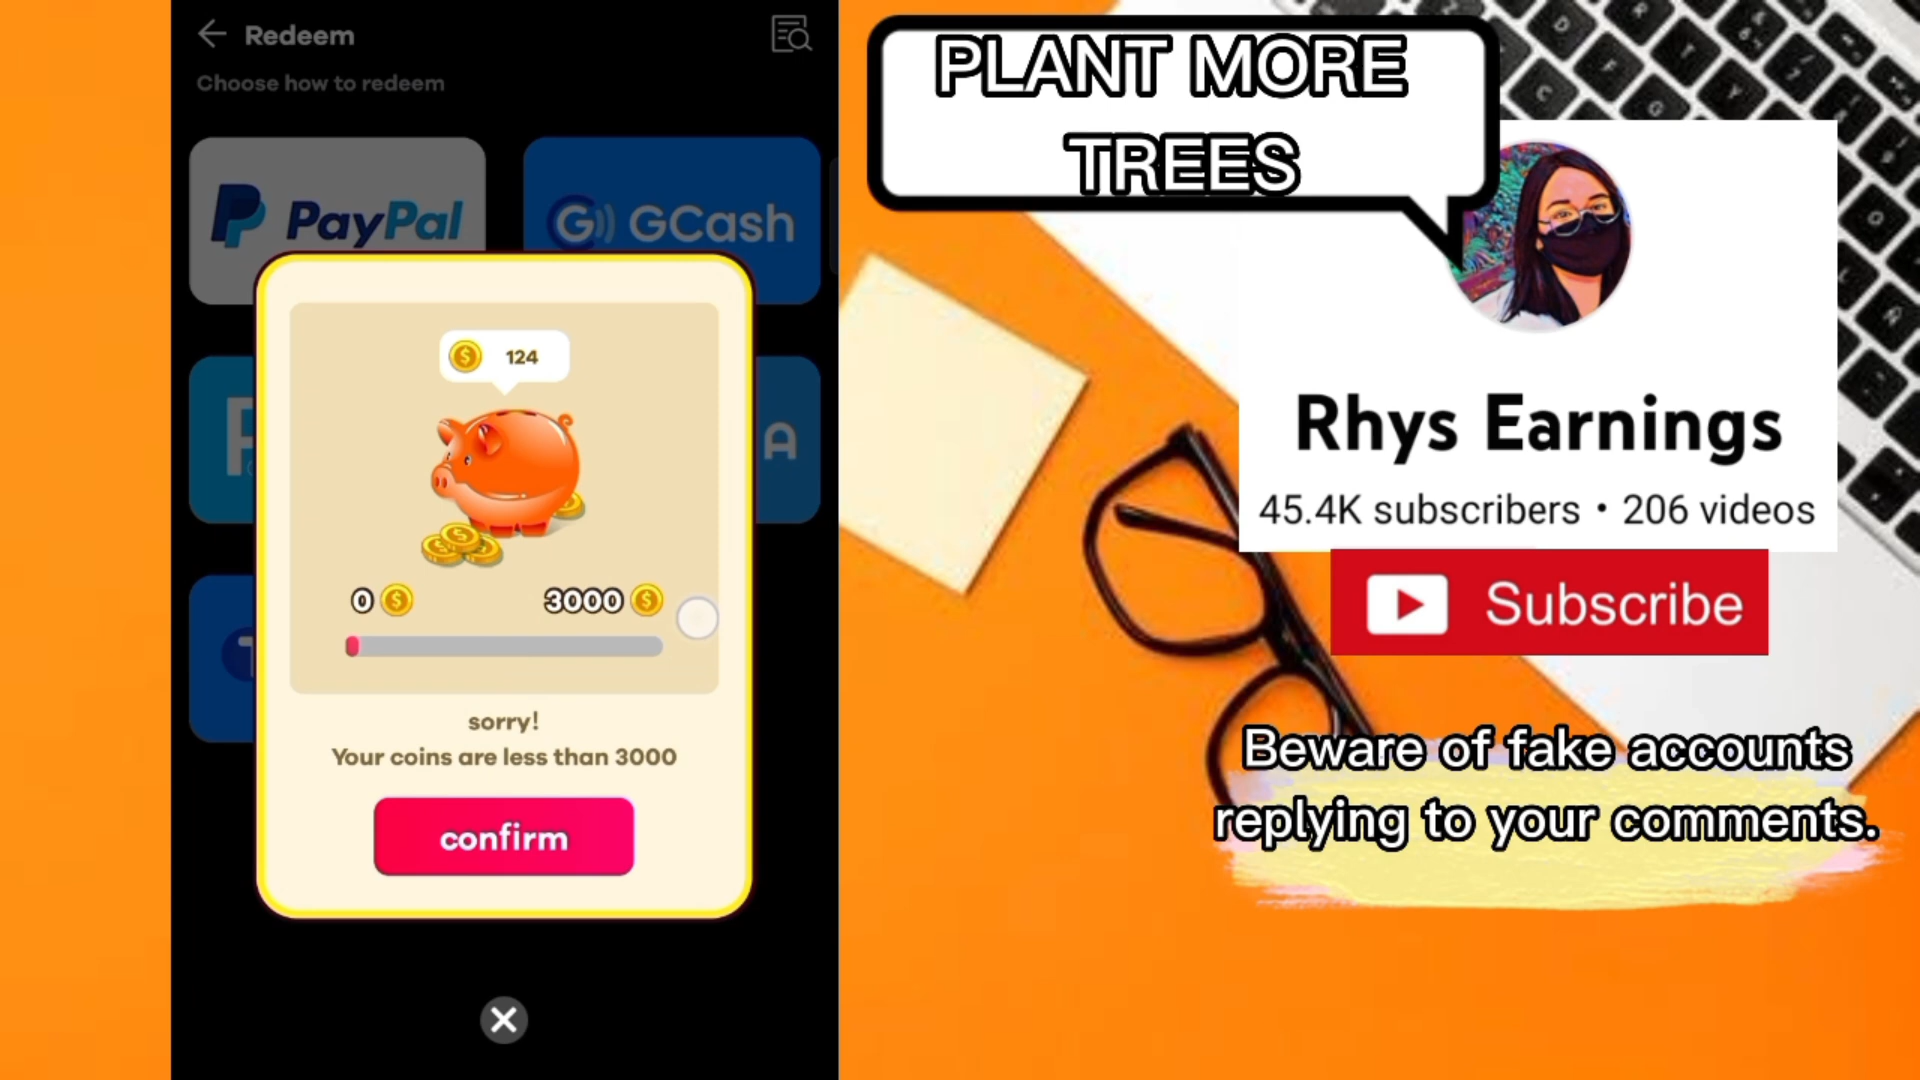 Redeem
Choose how to redeem
PayPal
GCash
A
124
0
3000
sorry!
Your coins are less than 3000
confirm
PLANT MORE
TREES
Rhys Earnings
45.4K subscribers • 206 videos
Subscribe
Beware of fake accounts
replying to your comments.